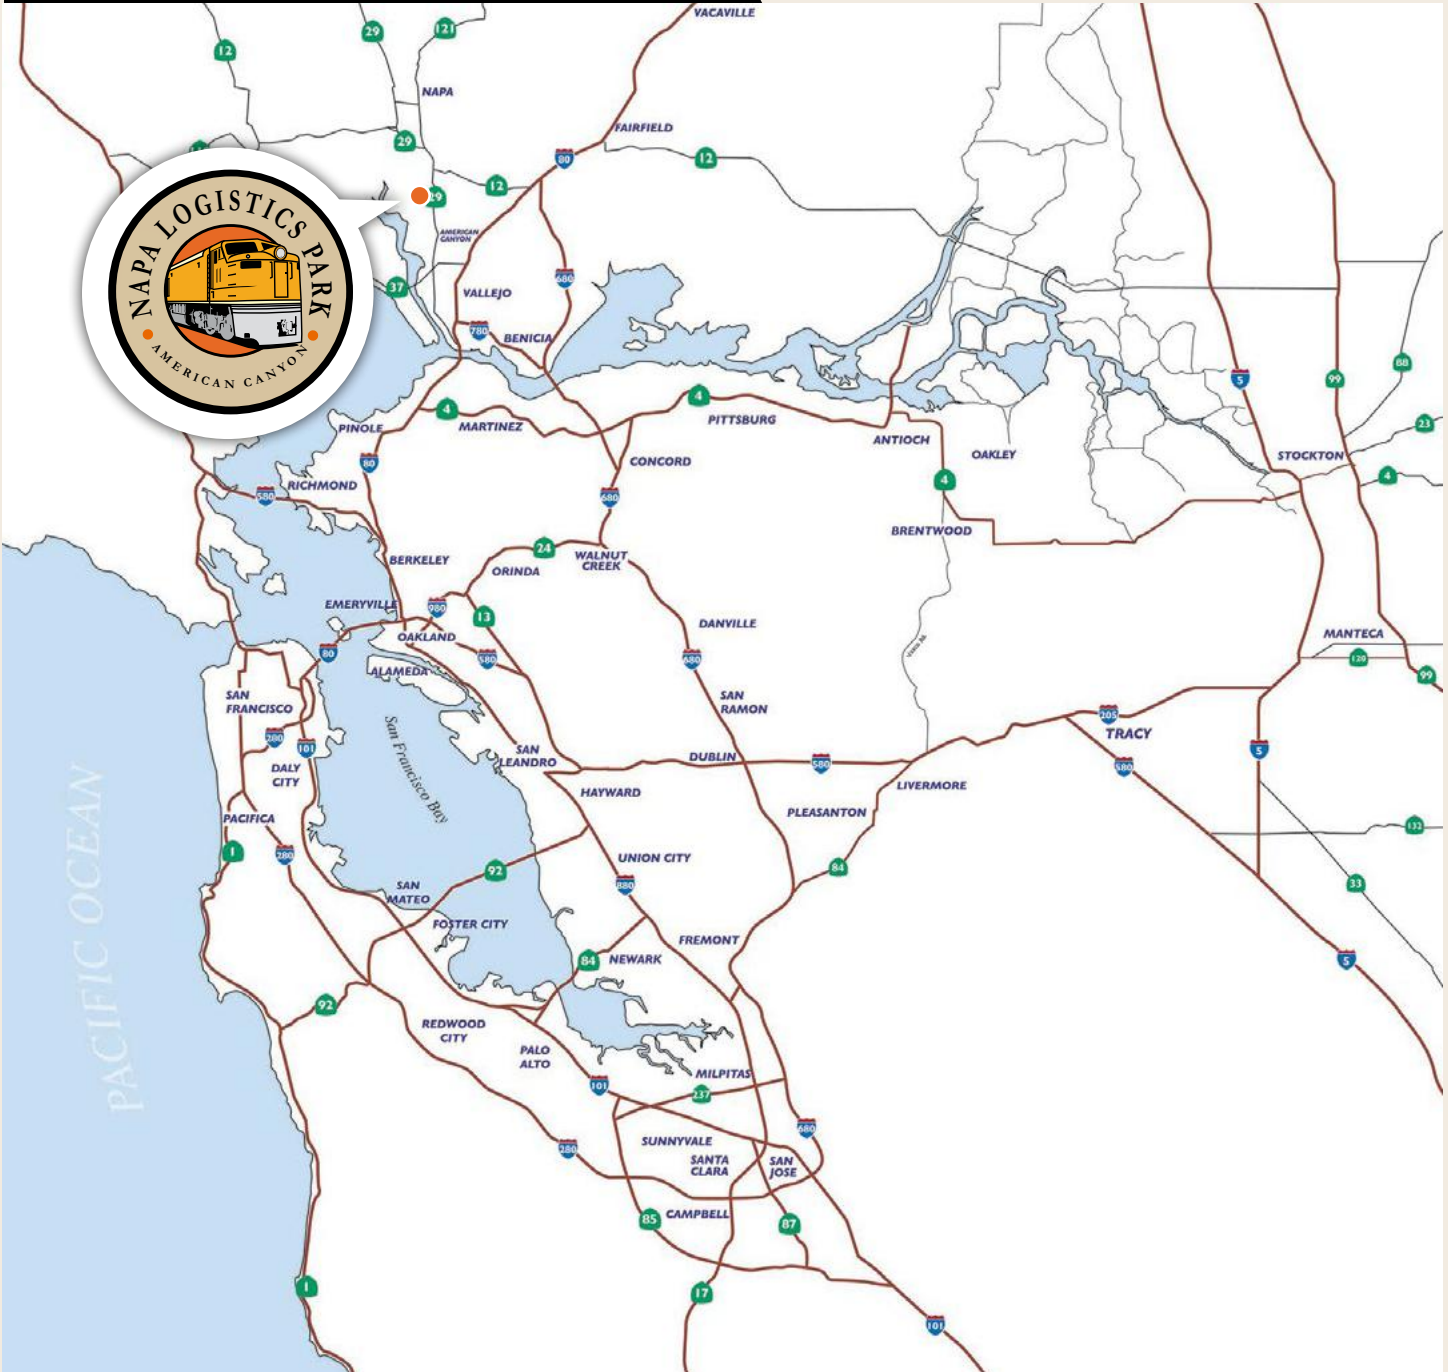 VACAVILLE
29
121
12
NAPA
FAIRFIELD
29
80
12
12
29
AMERICAN
CANYON
NAPA LOGISTICS PARK
AMERICAN CANYON
37
680
VALLEJO
780
BENICIA
5
99
88
4
4
PITTSBURG
MARTINEZ
PINOLE
23
ANTIOCH
OAKLEY
STOCKTON
80
CONCORD
4
4
RICHMOND
580
680
BRENTWOOD
24
WALNUT
CREEK
BERKELEY
ORINDA
EMERYVILLE
980
13
DANVILLE
OAKLAND
MANTECA
80
580
680
120
ALAMEDA
99
SAN
FRANCISCO
SAN
RAMON
205
TRACY
280
101
San Francisco Bay
SAN
LEANDRO
DUBLIN
580
5
580
DALY
CITY
LIVERMORE
HAYWARD
PLEASANTON
PACIFICA
132
1
280
UNION CITY
92
84
880
33
SAN
MATEO
FOSTER CITY
FREMONT
PACIFIC OCEAN
84
NEWARK
5
92
REDWOOD
CITY
PALO
ALTO
101
MILPITAS
237
680
SUNNYVALE
280
SANTA
CLARA
SAN
JOSE
85
CAMPBELL
87
1
17
101